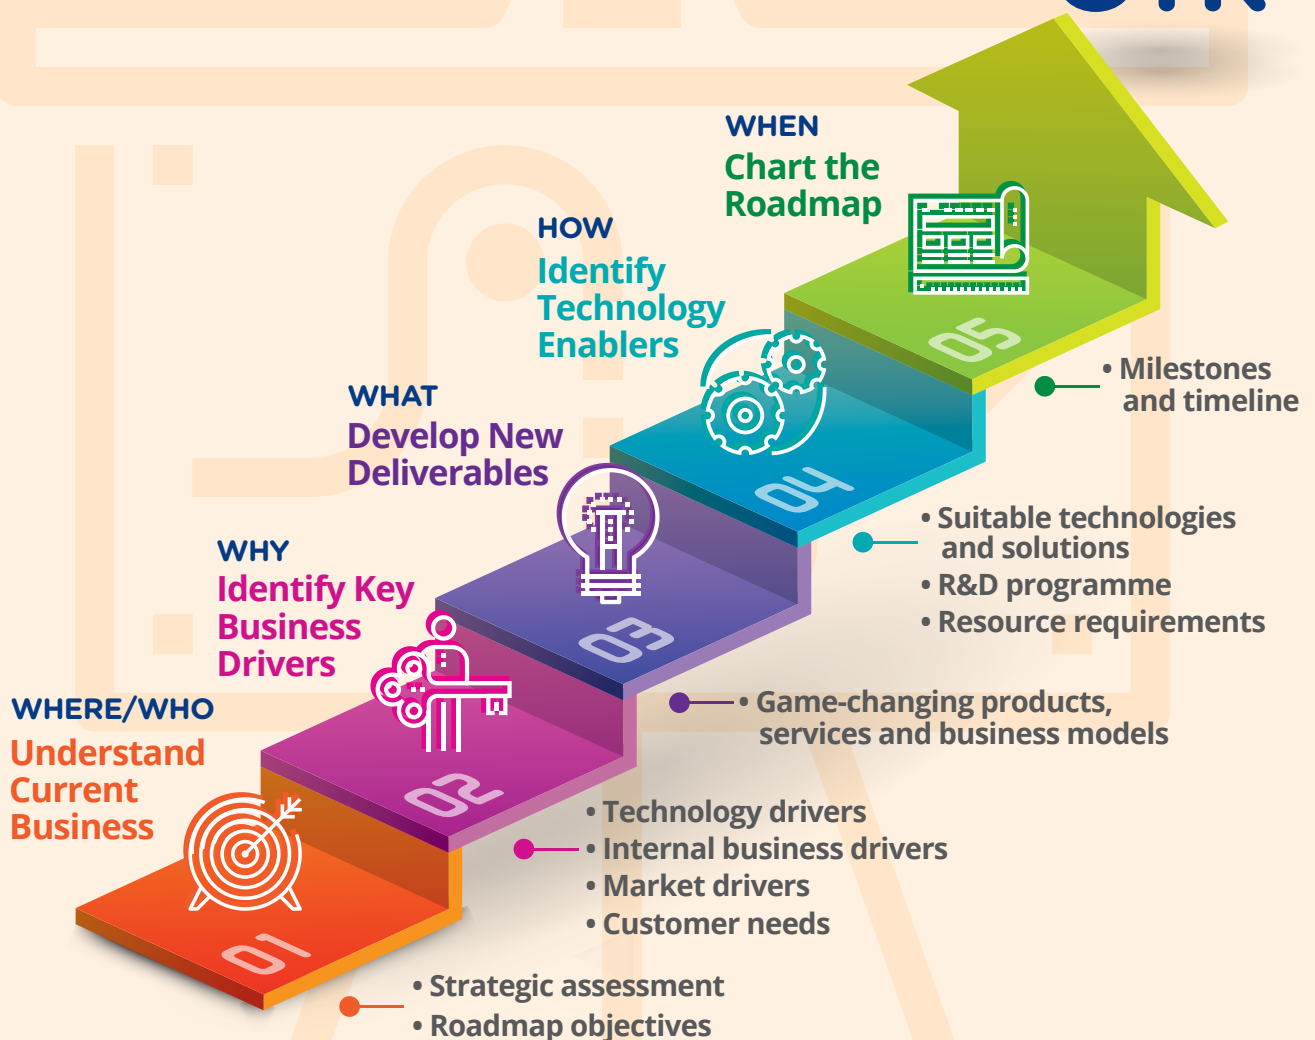 WHEN
Chart the
Roadmap
HOW
Identify
Technology
Enablers
05
• Milestones
and timeline
WHAT
Develop New
Deliverables
04
• Suitable technologies
and solutions
• R&D programme
• Resource requirements
WHY
Identify Key
Business
Drivers
03
• Game-changing products,
services and business models
WHERE/WHO
Understand
Current
Business
02
• Technology drivers
• Internal business drivers
• Market drivers
• Customer needs
01
• Strategic assessment
• Roadmap objectives